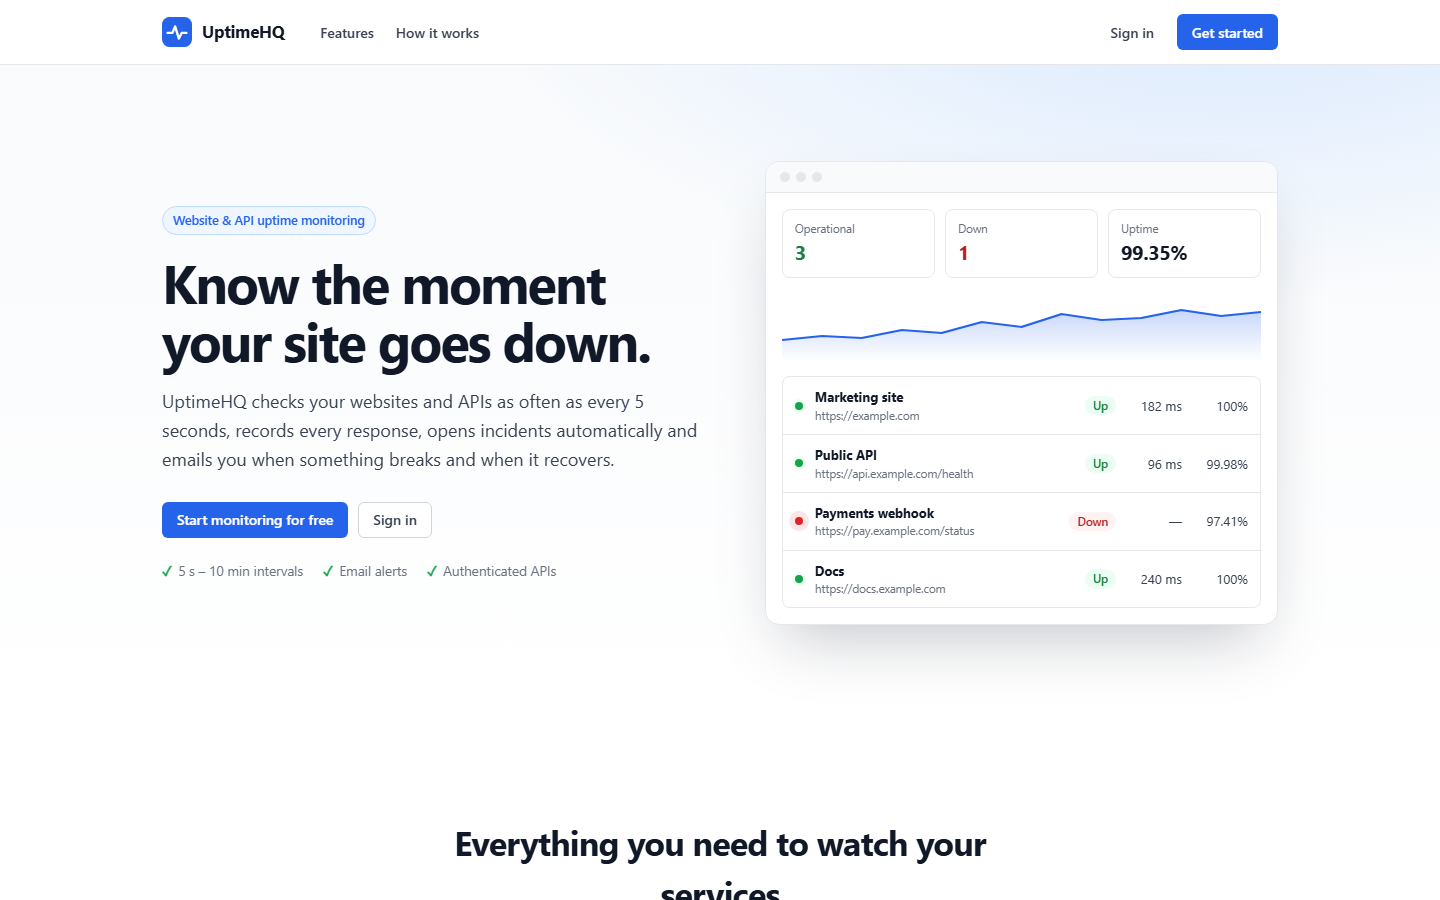 UptimeHQ
Features
How it works
Sign in
Get started
Website & API uptime monitoring
Know the moment
your site goes down.
UptimeHQ checks your websites and APIs as often as every 5
seconds, records every response, opens incidents automatically and
emails you when something breaks and when it recovers.
Start monitoring for free
Sign in
✓ 5 s – 10 min intervals
✓ Email alerts
✓ Authenticated APIs
Operational
3
Down
1
Uptime
99.35%
Marketing site
https://example.com
Up
182 ms
100%
Public API
https://api.example.com/health
Up
96 ms
99.98%
Payments webhook
https://pay.example.com/status
Down
—
97.41%
Docs
https://docs.example.com
Up
240 ms
100%
Everything you need to watch your
services